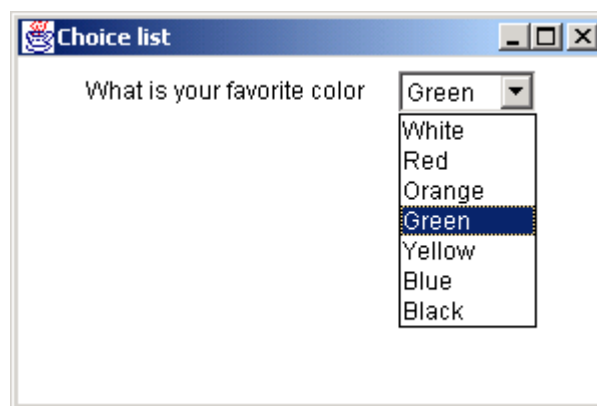 Choice list
What is your favorite color
Green
White
Red
Orange
Green
Yellow
Blue
Black